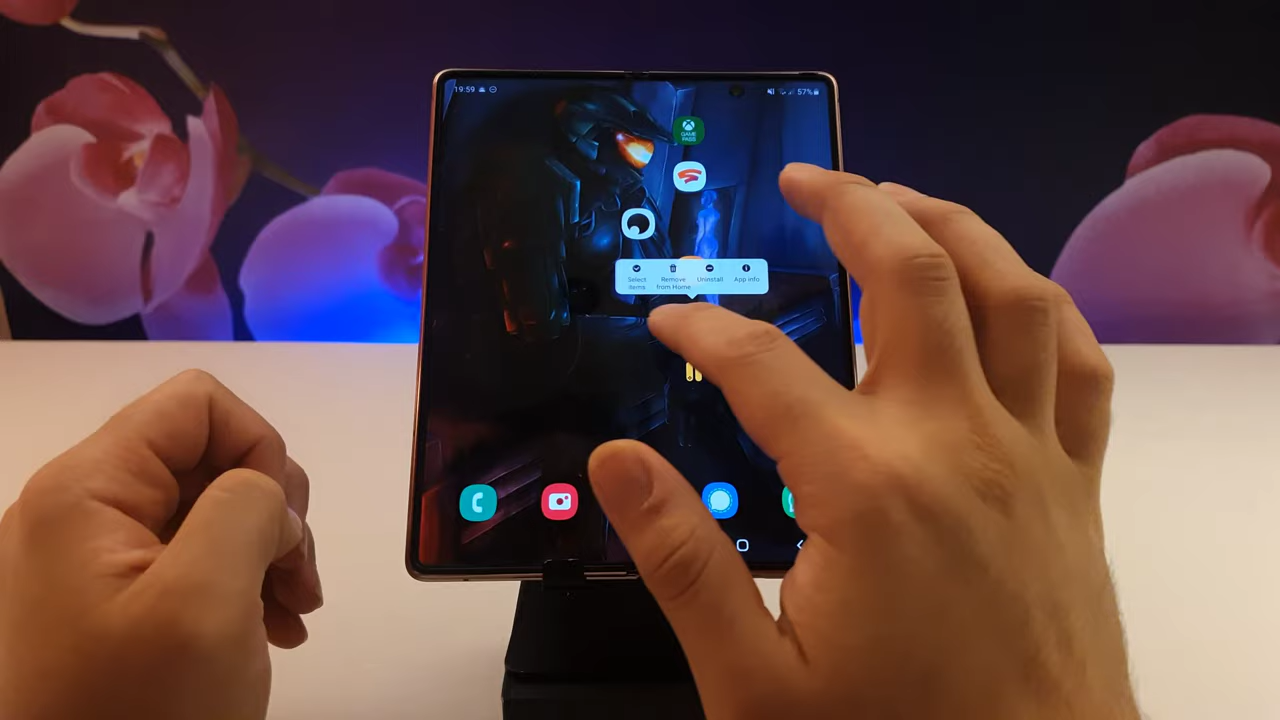 19:59
57%
GAME
PASS
Select
items
Remove
from Home
Uninstall
App info